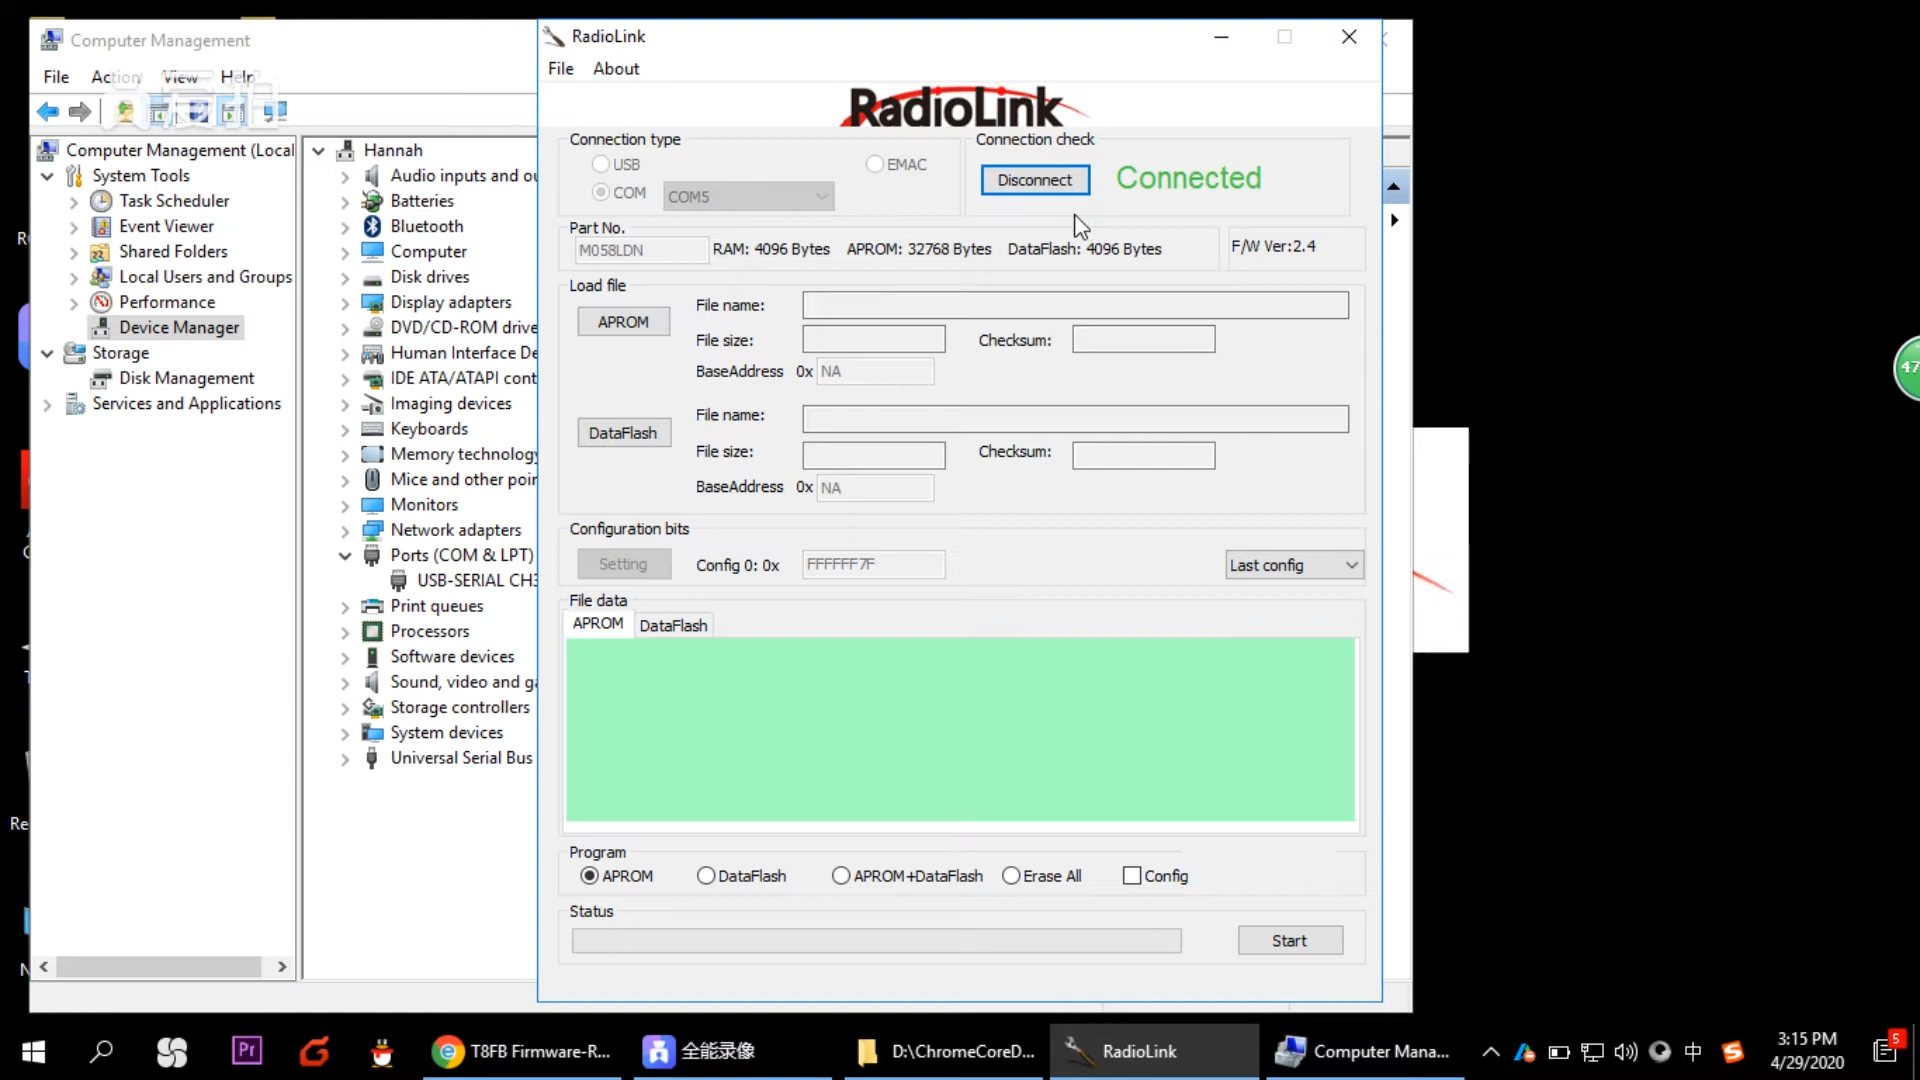 Computer Management
File Action View Help
Computer Management (Local
System Tools
Task Scheduler
Event Viewer
Shared Folders
Local Users and Groups
Performance
Device Manager
Storage
Disk Management
Services and Applications
Hannah
Audio inputs and ou
Batteries
Bluetooth
Computer
Disk drives
Display adapters
DVD/CD-ROM drive
Human Interface De
IDE ATA/ATAPI cont
Imaging devices
Keyboards
Memory technology
Mice and other poin
Monitors
Network adapters
Ports (COM & LPT)
USB-SERIAL CH3
Print queues
Processors
Software devices
Sound, video and ga
Storage controllers
System devices
Universal Serial Bus
RadioLink
File About
RadioLink
Connection type
USB
EMAC
COM
COM5
Connection check
Disconnect
Connected
Part No.
M058LDN
RAM: 4096 Bytes APROM: 32768 Bytes DataFlash: 4096 Bytes
F/W Ver:2.4
Load file
APROM
File name:
File size:
Checksum:
BaseAddress 0x NA
DataFlash
File name:
File size:
Checksum:
BaseAddress 0x NA
Configuration bits
Setting
Config 0: 0x
FFFFFF7F
Last config
File data
APROM DataFlash
Program
APROM DataFlash APROM+DataFlash Erase All Config
Status
Start
47
Re
Pr
T8FB Firmware-R...
全能录像
D:\ChromeCoreD...
RadioLink
Computer Mana...
中
3:15 PM
4/29/2020
5